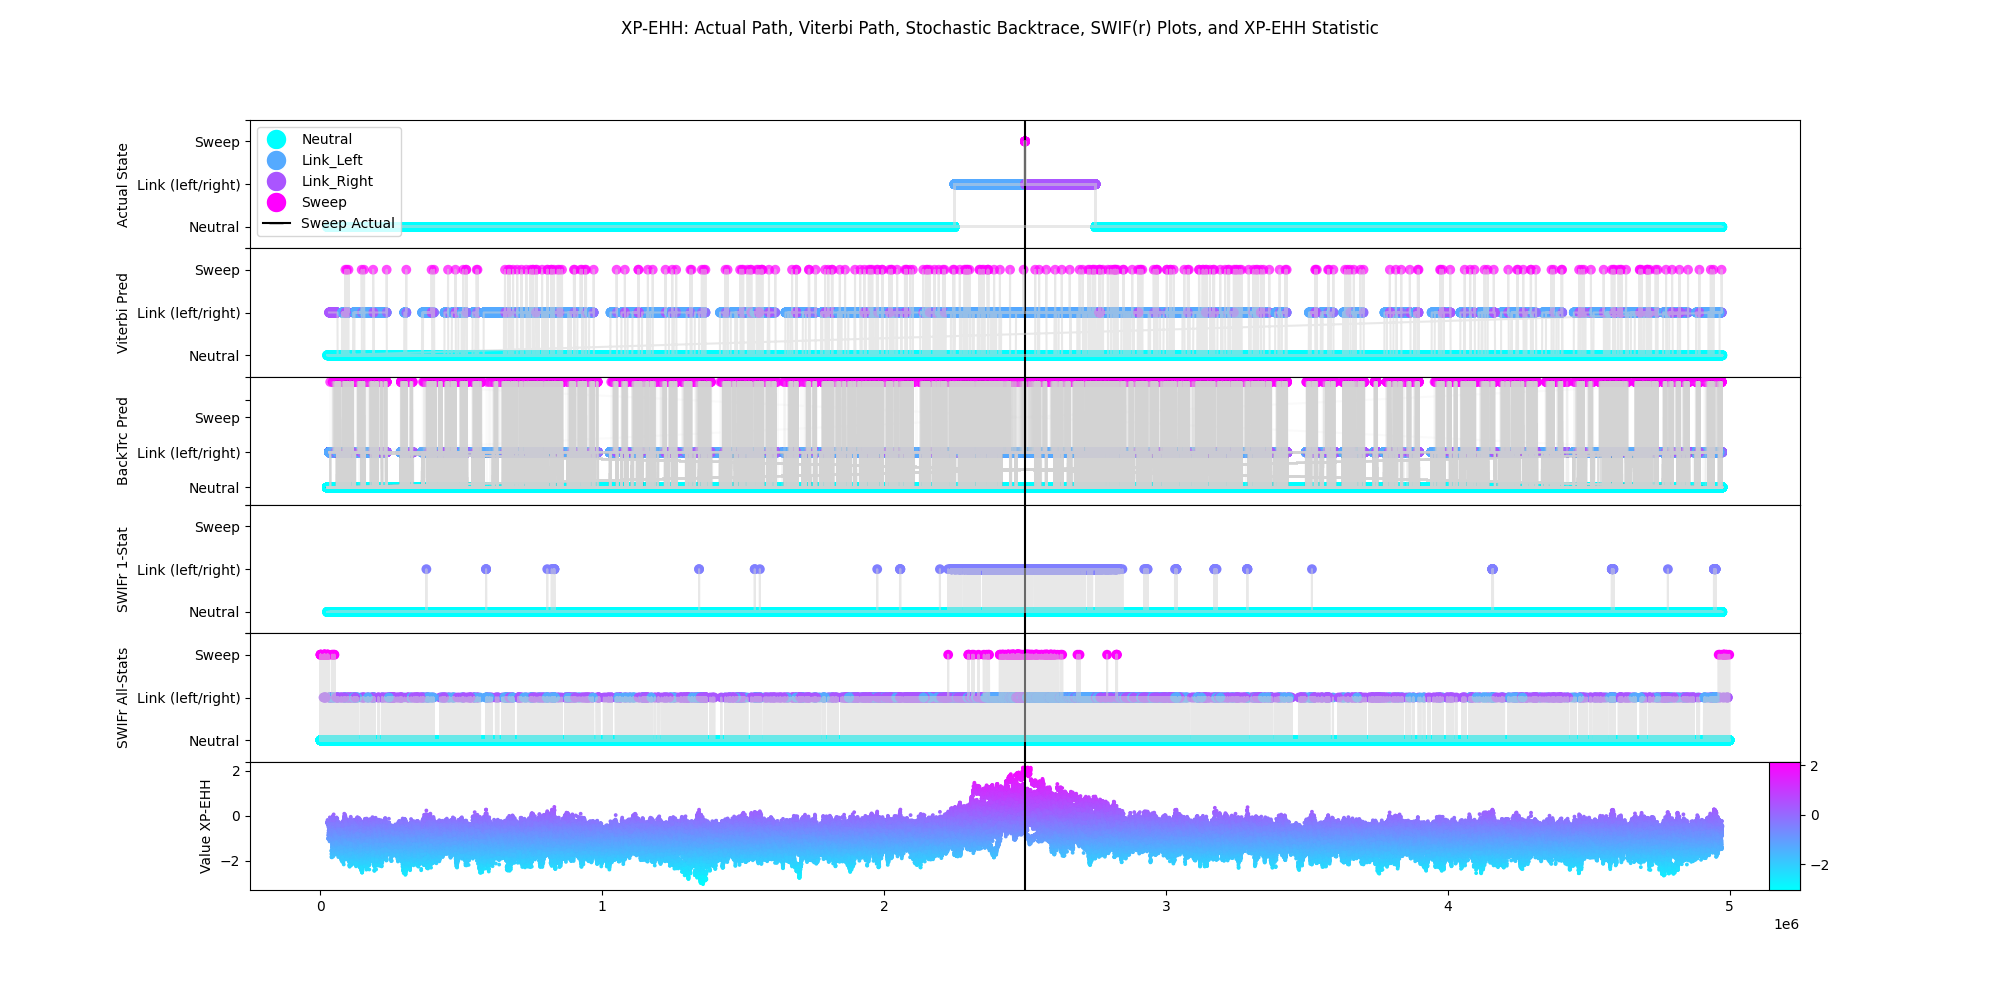 XP-EHH: Actual Path, Viterbi Path, Stochastic Backtrace, SWIF(r) Plots, and XP-EHH Statistic
Actual State
Sweep
Link (left/right)
Neutral
Neutral
Link_Left
Link_Right
Sweep
Sweep Actual
Viterbi Pred
Sweep
Link (left/right)
Neutral
BackTrc Pred
Sweep
Link (left/right)
Neutral
SWIFr 1-Stat
Sweep
Link (left/right)
Neutral
SWIFr All-Stats
Sweep
Link (left/right)
Neutral
Value XP-EHH
2
0
−2
2
0
−2
0 1 2 3 4 5
1e6